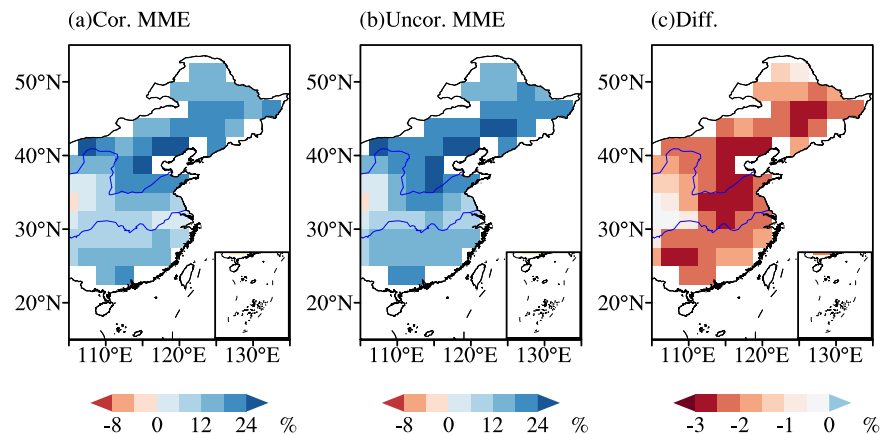 (a)Cor. MME (b)Uncor. MME (c)Diff.
50°N 50°N 50°N
40°N 40°N 40°N
30°N 30°N 30°N
20°N 20°N 20°N
110°E 120°E 130°E 110°E 120°E 130°E 110°E 120°E 130°E
-8 0 12 24 % -8 0 12 24 % -3 -2 -1 0 %